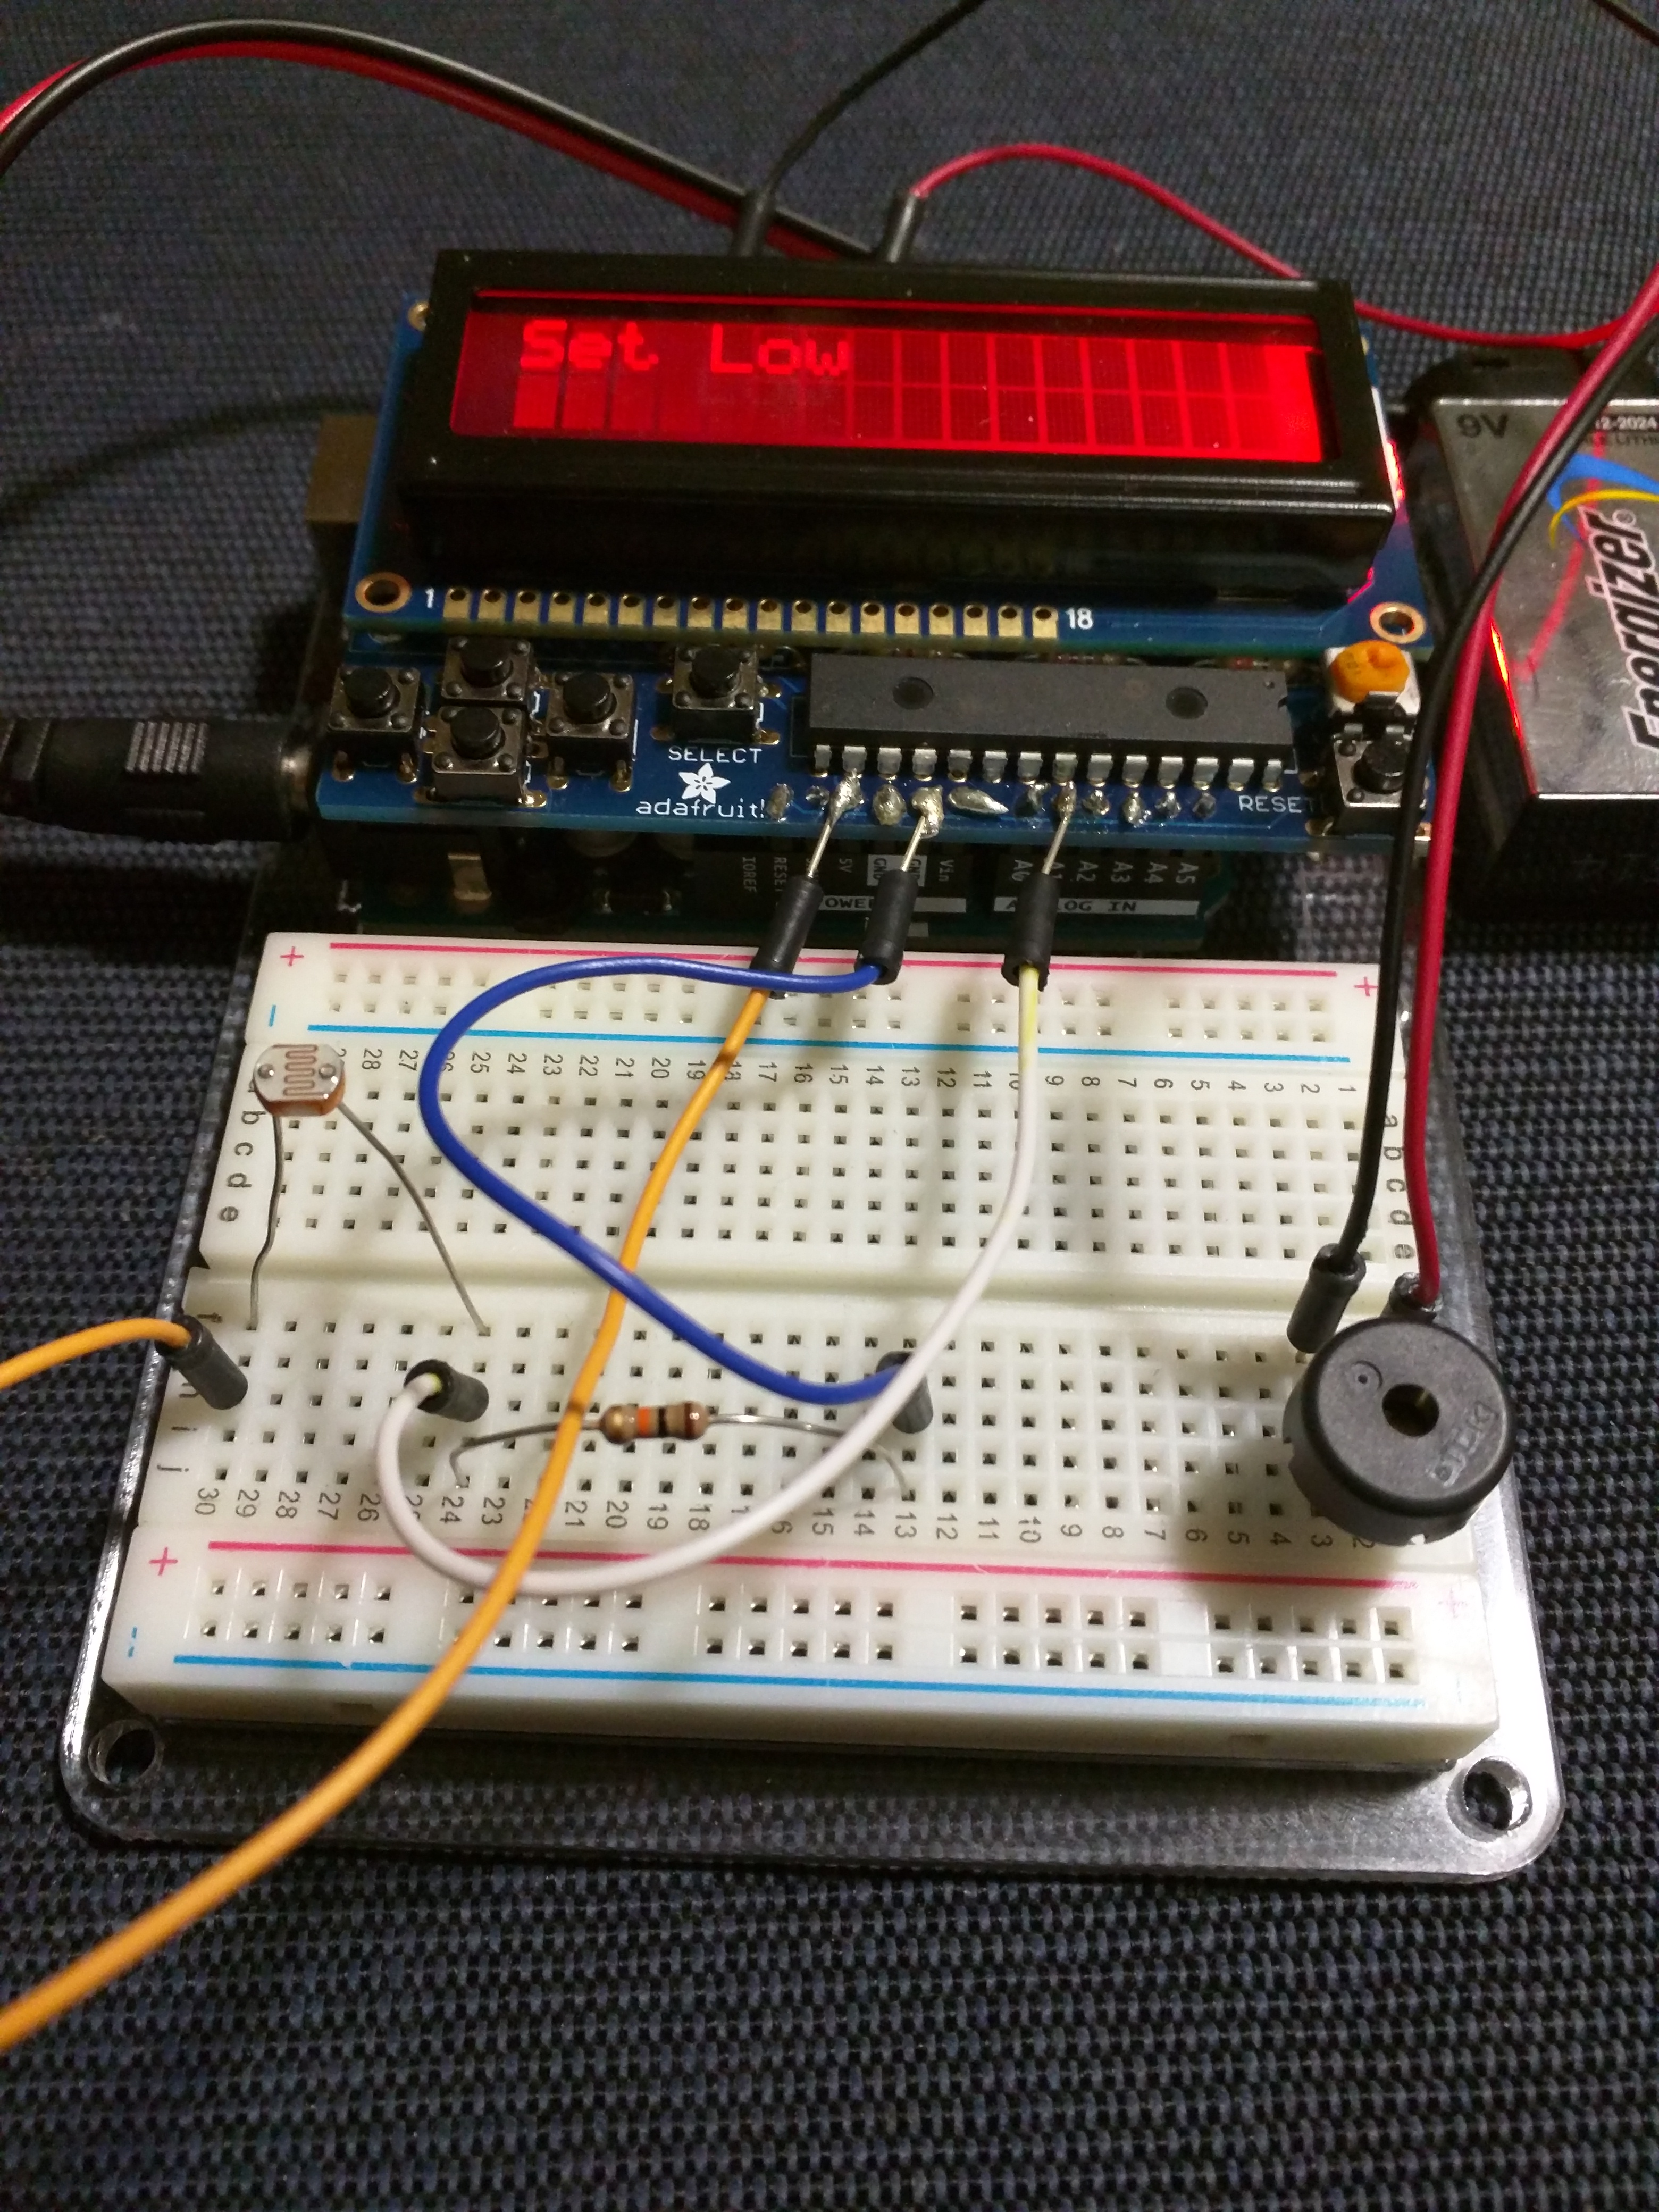 Set Low
9V
12-2024
Energizer
1
18
SELECT
adafruit!
RESET
IOREF
RESET
5V
GND
GND
Vin
A0
A1
A2
A3
A4
A5
POWER
ANALOG IN
+ +
-
28 27 26 25 24 23 22 21 20 19 18 17 16 15 14 13 12 11 10 9 8 7 6 5 4 3 2 1
b
c
d
e
a
b
c
d
e
f
h
i
j
30 29 28 27 26 24 23 21 20 19 18 15 14 13 12 11 10 9 8 7 6 5 4 3 2
+ +
-